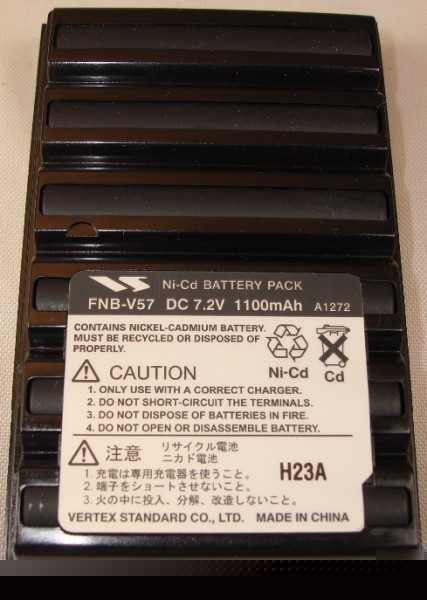 Ni-Cd BATTERY PACK
FNB-V57 DC 7.2V 1100mAh A1272
CONTAINS NICKEL-CADMIUM BATTERY.
MUST BE RECYCLED OR DISPOSED OF
PROPERLY.
Ni-Cd
Cd
CAUTION
1. ONLY USE WITH A CORRECT CHARGER.
2. DO NOT SHORT-CIRCUIT THE TERMINALS.
3. DO NOT DISPOSE OF BATTERIES IN FIRE.
4. DO NOT OPEN OR DISASSEMBLE BATTERY.
注意
リサイクル電池
ニカド電池
1. 充電は専用充電器を使うこと。
2. 端子をショートさせないこと。
3. 火の中に投入、分解、改造しないこと。
H23A
VERTEX STANDARD CO., LTD. MADE IN CHINA